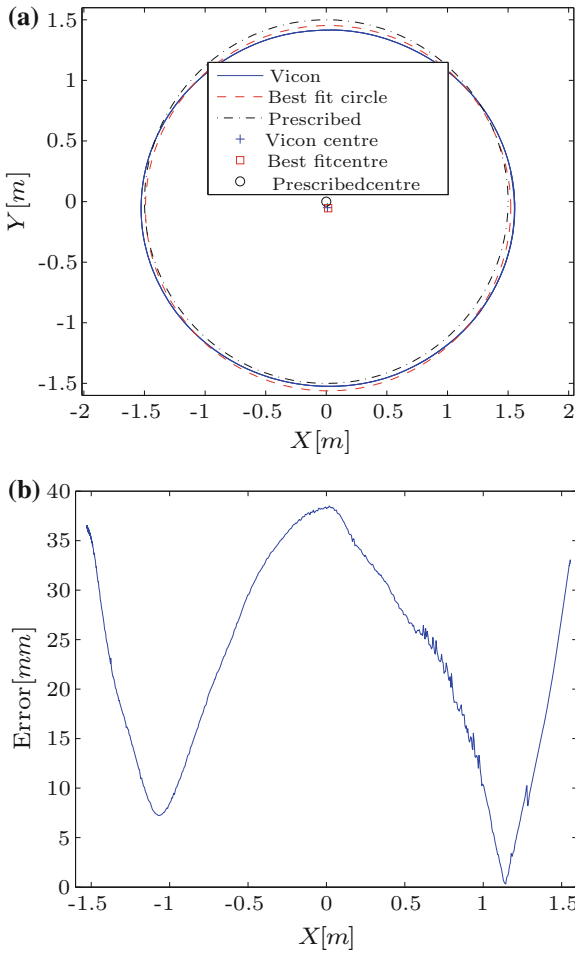 (a)
1.5
1
0.5
0
-0.5
-1
-1.5
Y[m]
Vicon
Best fit circle
Prescribed
Vicon centre
Best fitcentre
Prescribedcentre
-2 -1.5 -1 -0.5 0 0.5 1 1.5 2
X[m]
(b)
40
35
30
25
20
15
10
5
0
Error[mm]
-1.5 -1 -0.5 0 0.5 1 1.5
X[m]